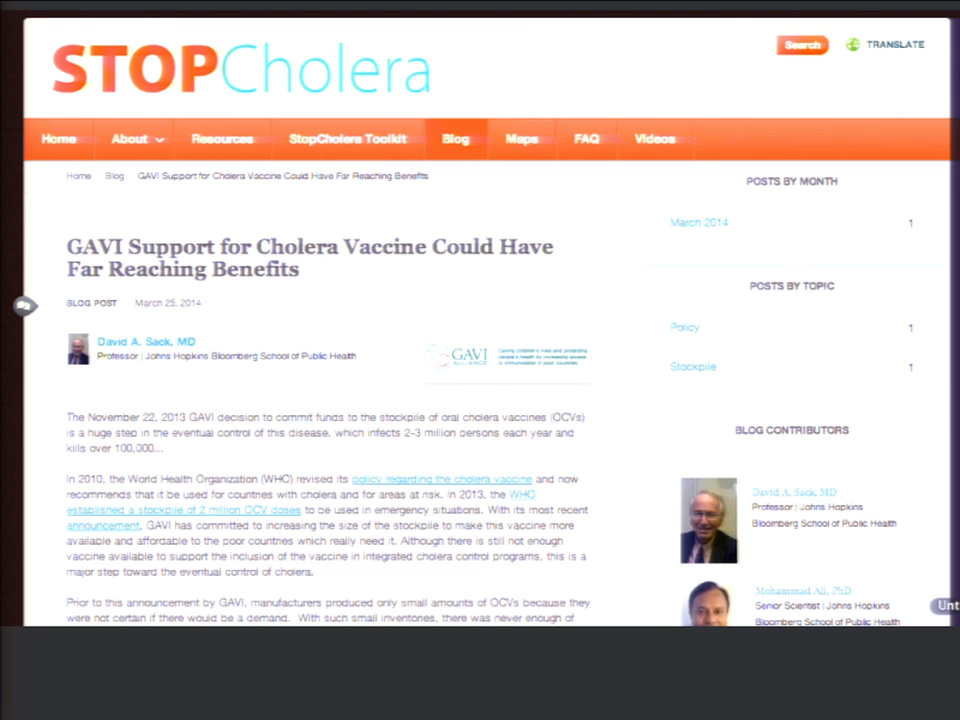 STOPCholera
Search
TRANSLATE
Home About Resources StopCholera Toolkit Blog Maps FAQ Videos
Home Blog GAVI Support for Cholera Vaccine Could Have Far Reaching Benefits
GAVI Support for Cholera Vaccine Could Have
Far Reaching Benefits
BLOG POST March 25, 2014
David A. Sack, MD
Professor | Johns Hopkins Bloomberg School of Public Health
GAVI
ALLIANCE
The November 22, 2013 GAVI decision to commit funds to the stockpile of oral cholera vaccines (OCVs)
is a huge step in the eventual control of this disease, which infects 2-3 million persons each year and
kills over 100,000...
In 2010, the World Health Organization (WHO) revised its policy regarding the cholera vaccine and now
recommends that it be used for countries with cholera and for areas at risk. In 2013, the WHO
established a stockpile of 2 million OCV doses to be used in emergency situations. With its most recent
announcement, GAVI has committed to increasing the size of the stockpile to make this vaccine more
available and affordable to the poor countries which really need it. Although there is still not enough
vaccine available to support the inclusion of the vaccine in integrated cholera control programs, this is a
major step toward the eventual control of cholera.
Prior to this announcement by GAVI, manufacturers produced only small amounts of OCVs because they
were not certain if there would be a demand. With such small inventories, there was never enough of
POSTS BY MONTH
March 2014 1
POSTS BY TOPIC
Policy 1
Stockpile 1
BLOG CONTRIBUTORS
David A. Sack, MD
Professor | Johns Hopkins
Bloomberg School of Public Health
Mohammad Ali, PhD
Senior Scientist | Johns Hopkins
Bloomberg School of Public Health
Unt